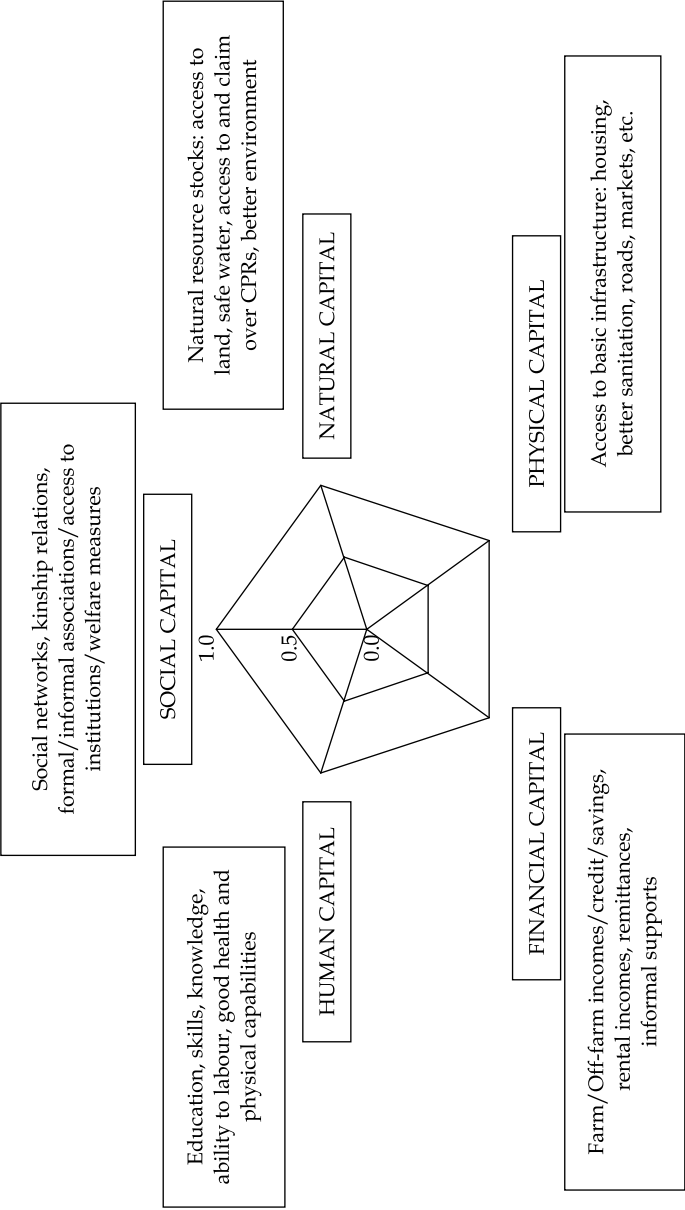 Social networks, kinship relations,
formal/informal associations/access to
institutions/welfare measures
SOCIAL CAPITAL
Education, skills, knowledge,
ability to labour, good health and
physical capabilities
HUMAN CAPITAL
Natural resource stocks: access to
land, safe water, access to and claim
over CPRs, better environment
NATURAL CAPITAL
1.0
0.5
0.0
FINANCIAL CAPITAL
Farm/Off-farm incomes/credit/savings,
rental incomes, remittances,
informal supports
PHYSICAL CAPITAL
Access to basic infrastructure: housing,
better sanitation, roads, markets, etc.